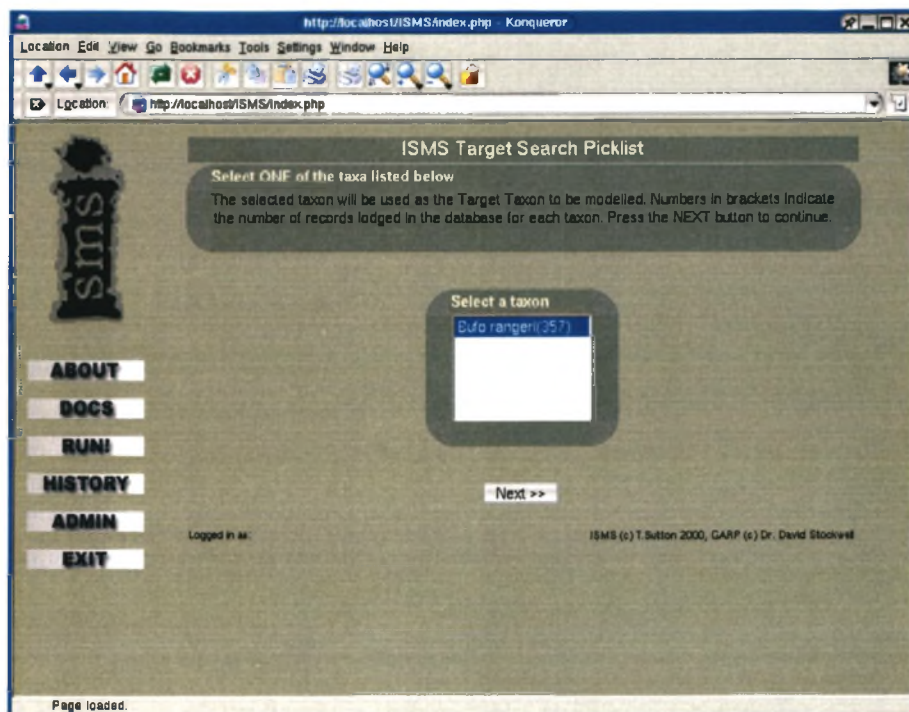 http://localhost/ISMS/index.php - Konqueror
Location Edit View Go Bookmarks Tools Settings Window Help
Location: http://localhost/ISMS/index.php
isms
ISMS Target Search Picklist
Select ONE of the taxa listed below
The selected taxon will be used as the Target Taxon to be modelled. Numbers in brackets indicate
the number of records lodged in the database for each taxon. Press the NEXT button to continue.
Select a taxon
Bufo rangeri(357)
ABOUT
DOCS
RUN!
HISTORY
ADMIN
EXIT
Next >>
Logged in as:
ISMS (c) T.Sutton 2000, GARP (c) Dr. David Stockwell
Page loaded.